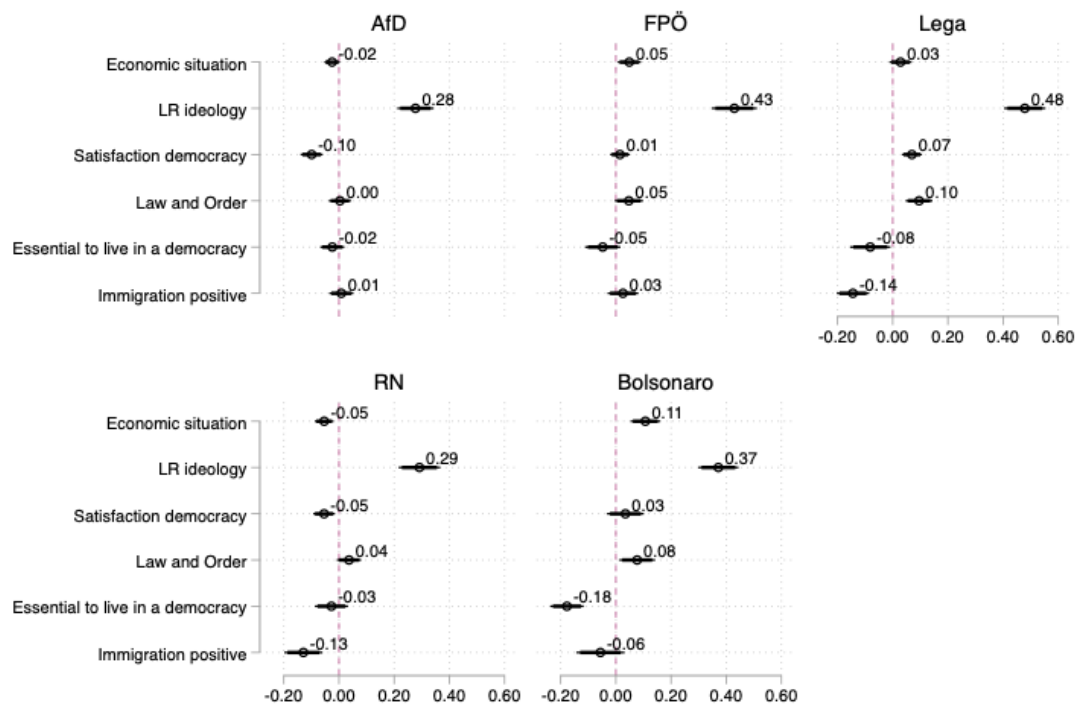 AfD FPÖ Lega
Economic situation -0.02 0.05 0.03
LR ideology 0.28 0.43 0.48
Satisfaction democracy -0.10 0.01 0.07
Law and Order 0.00 0.05 0.10
Essential to live in a democracy -0.02 -0.05 -0.08
Immigration positive 0.01 0.03 -0.14
-0.20 0.00 0.20 0.40 0.60
RN Bolsonaro
Economic situation -0.05 0.11
LR ideology 0.29 0.37
Satisfaction democracy -0.05 0.03
Law and Order 0.04 0.08
Essential to live in a democracy -0.03 -0.18
Immigration positive -0.13 -0.06
-0.20 0.00 0.20 0.40 0.60 -0.20 0.00 0.20 0.40 0.60